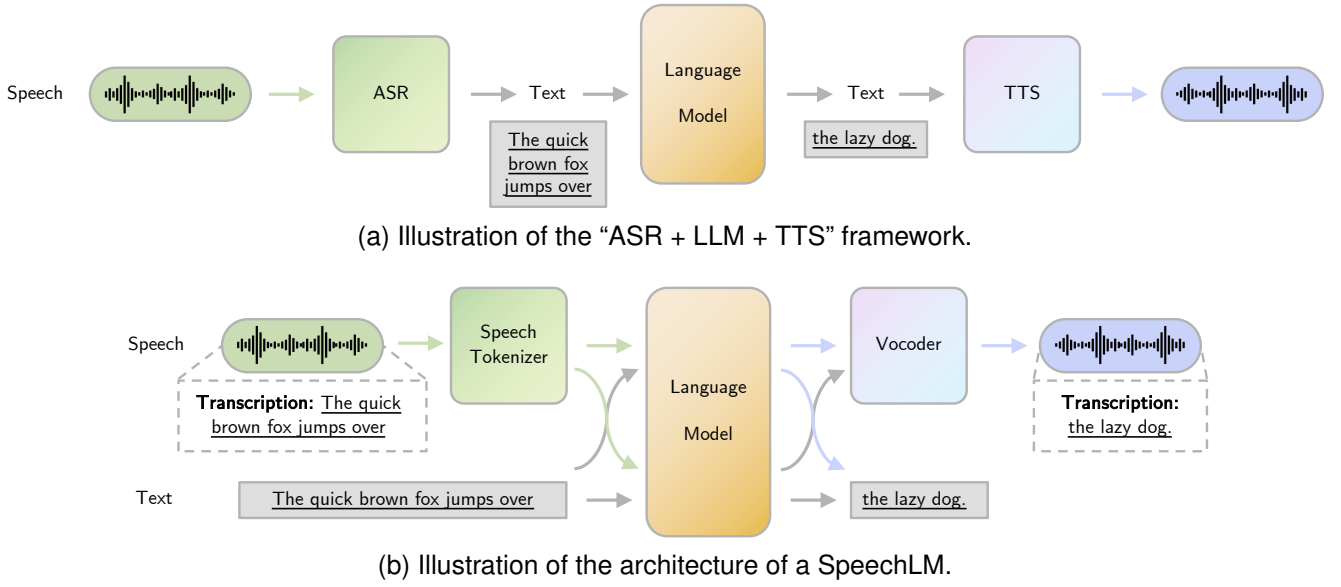 Speech
ASR
Text
The quick
brown fox
jumps over
Language
Model
Text
the lazy dog.
TTS
(a) Illustration of the “ASR + LLM + TTS” framework.
Speech
Transcription: The quick
brown fox jumps over
Speech
Tokenizer
Language
Model
Vocoder
Transcription:
the lazy dog.
Text
The quick brown fox jumps over
the lazy dog.
(b) Illustration of the architecture of a SpeechLM.